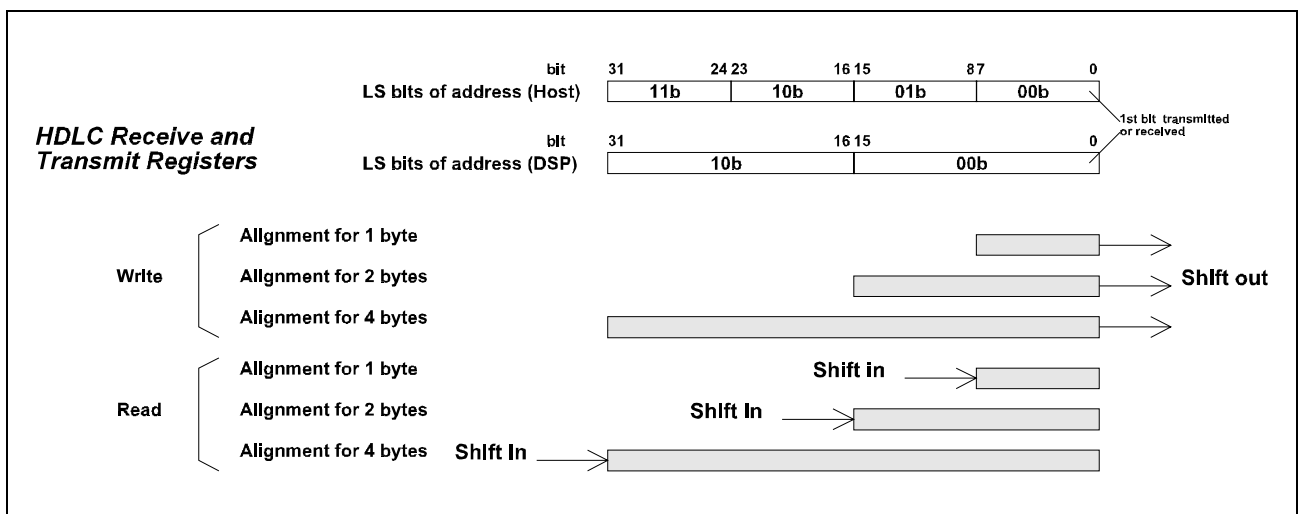 bit 31 24 23 16 15 8 7 0
LS bits of address (Host) 11b 10b 01b 00b
1st bit transmitted
or received
HDLC Receive and
Transmit Registers
bit 31 16 15 0
LS bits of address (DSP) 10b 00b
Alignment for 1 byte
Write Alignment for 2 bytes Shift out
Alignment for 4 bytes
Alignment for 1 byte Shift in
Read Alignment for 2 bytes Shift In
Alignment for 4 bytes Shift In